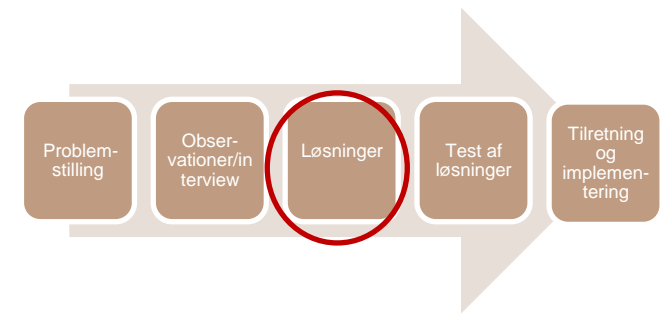 Problem-
stilling
Obser-
vationer/in
terview
Løsninger
Test af
løsninger
Tilretning
og
implemen-
tering